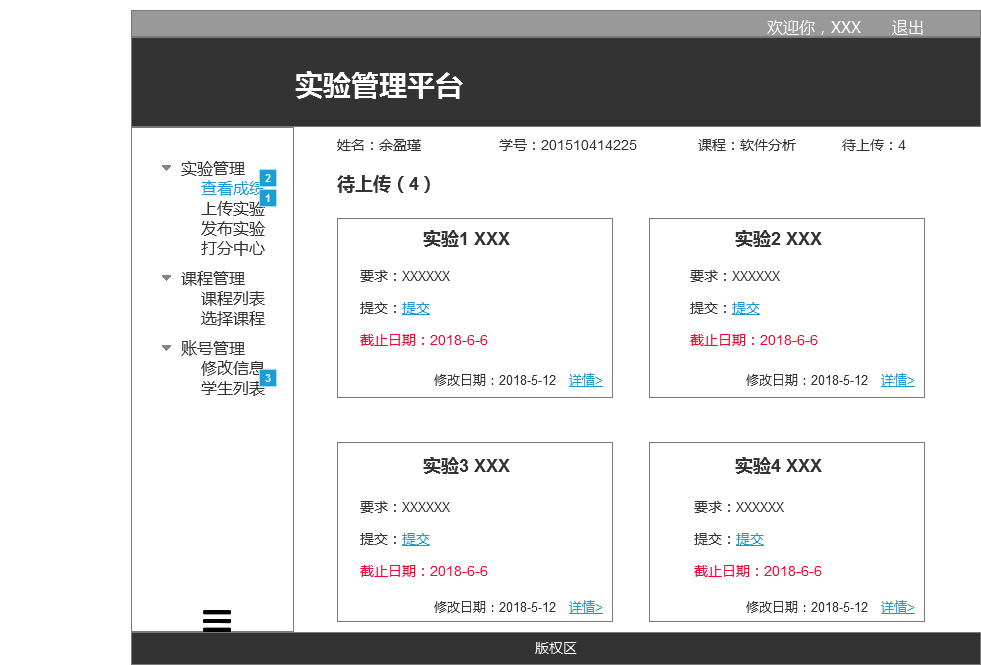 欢迎你，XXX 退出
实验管理平台
实验管理
查看成绩 2
上传实验 1
发布实验
打分中心
课程管理
课程列表
选择课程
账号管理
修改信息
学生列表 3
姓名：余盈瑾 学号：201510414225 课程：软件分析 待上传：4
待上传（4）
实验1 XXX
要求：XXXXXX
提交：提交
截止日期：2018-6-6
修改日期：2018-5-12 详情>
实验2 XXX
要求：XXXXXX
提交：提交
截止日期：2018-6-6
修改日期：2018-5-12 详情>
实验3 XXX
要求：XXXXXX
提交：提交
截止日期：2018-6-6
修改日期：2018-5-12 详情>
实验4 XXX
要求：XXXXXX
提交：提交
截止日期：2018-6-6
修改日期：2018-5-12 详情>
版权区